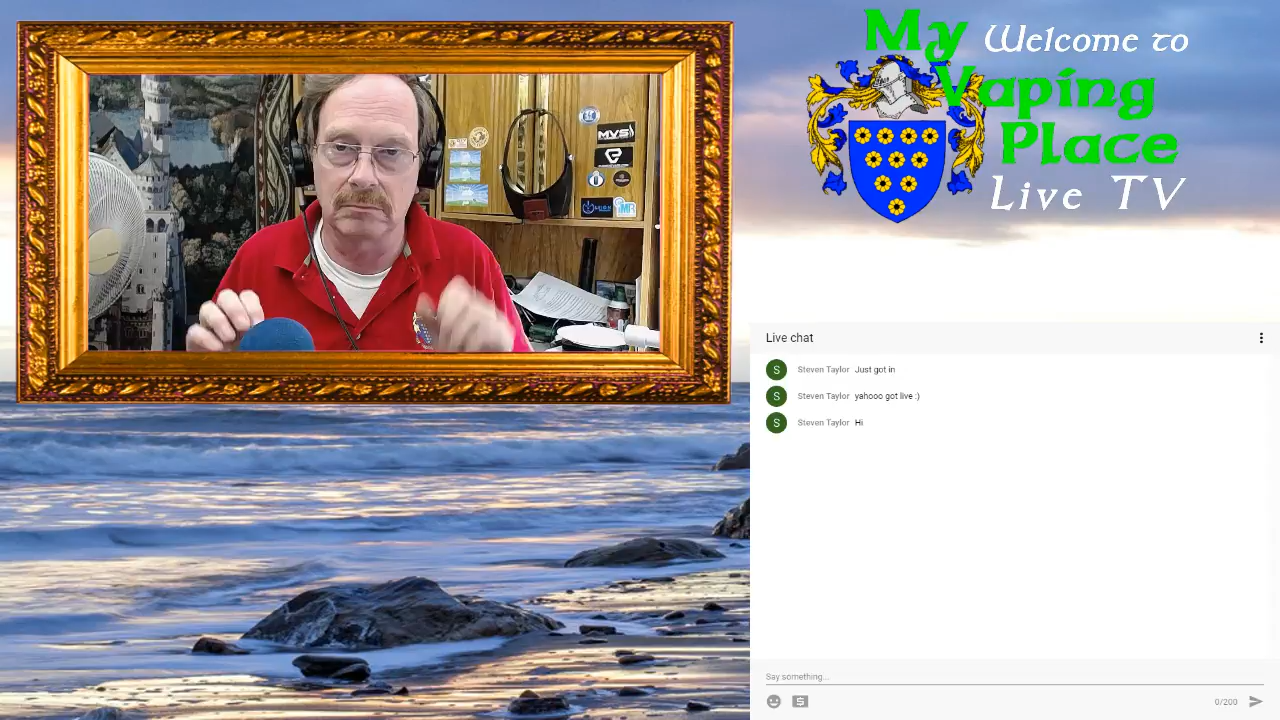 My
Welcome to
Vaping
Place
Live TV
MVS
Live chat
S Steven Taylor Just got in
S Steven Taylor yahooo got live :)
S Steven Taylor Hi
Say something...
0/200